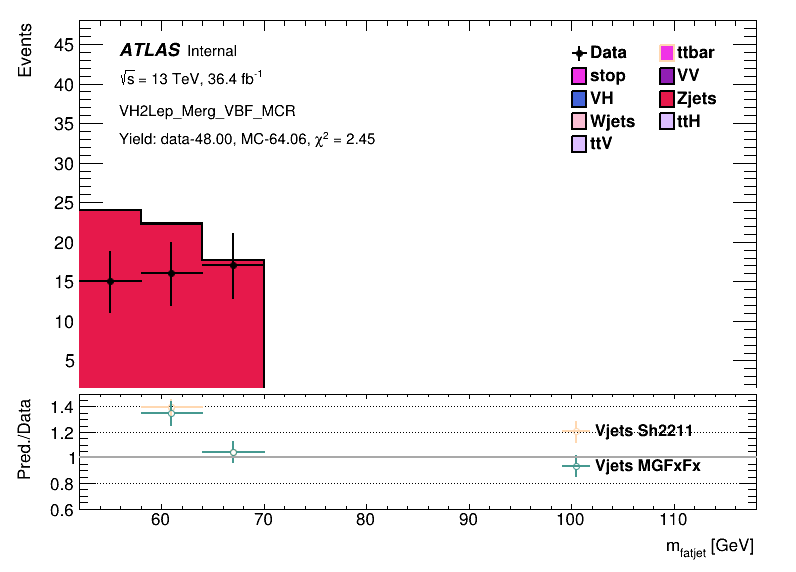 Events
45
40
35
30
25
20
15
10
5
ATLAS Internal
√s = 13 TeV, 36.4 fb⁻¹
VH2Lep_Merg_VBF_MCR
Yield: data-48.00, MC-64.06, χ² = 2.45
Data
ttbar
stop
VV
VH
Zjets
Wjets
ttH
ttV
Pred./Data
1.4
1.2
1
0.8
0.6
Vjets Sh2211
Vjets MGFxFx
60 70 80 90 100 110
m_fatjet [GeV]